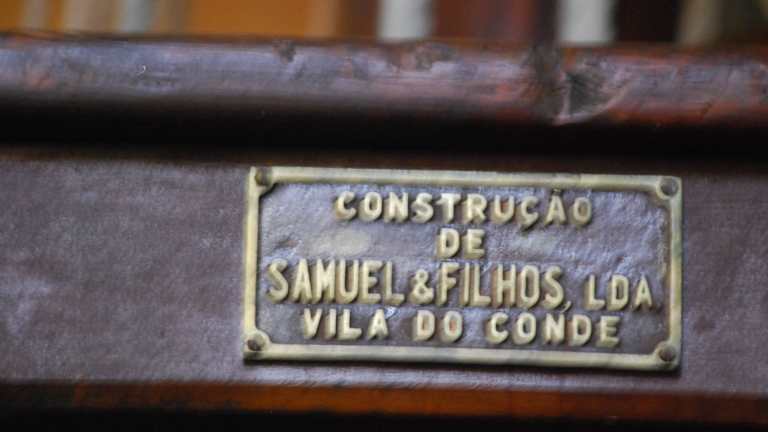 CONSTRUÇÃO
DE
SAMUEL & FILHOS, LDA.
VILA DO CONDE